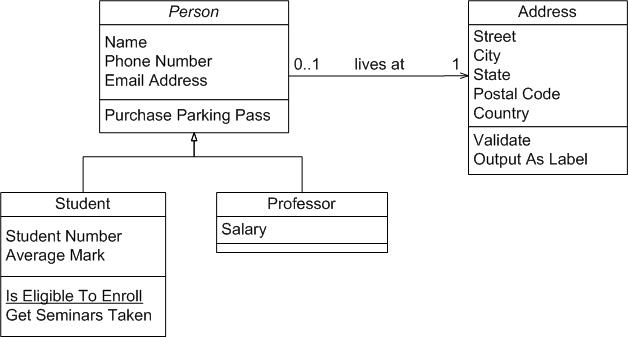 Person
Name
Phone Number
Email Address
Purchase Parking Pass
0..1 lives at 1
Address
Street
City
State
Postal Code
Country
Validate
Output As Label
Student
Student Number
Average Mark
Is Eligible To Enroll
Get Seminars Taken
Professor
Salary